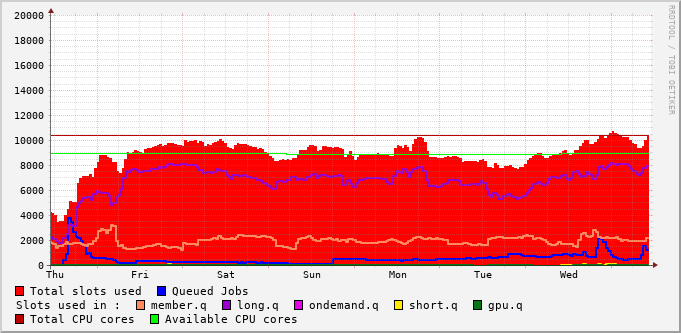 20000
18000
16000
14000
12000
10000
8000
6000
4000
2000
0
Thu Fri Sat Sun Mon Tue Wed
Total slots used Queued Jobs
Slots used in : member.q long.q ondemand.q short.q gpu.q
Total CPU cores Available CPU cores
RRDTOOL / TOBI OETIKER